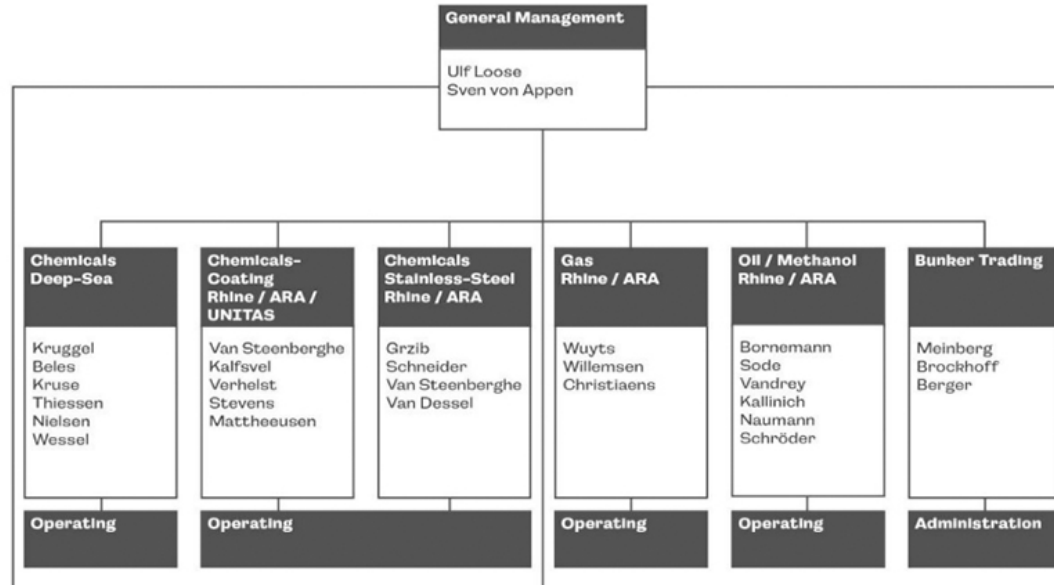 General Management
Ulf Loose
Sven von Appen
Chemicals
Deep-Sea
Kruggel
Beles
Kruse
Thiessen
Nielsen
Wessel
Operating
Chemicals-
Coating
Rhine / ARA /
UNITAS
Van Steenberghe
Kalfsvel
Verhelst
Stevens
Mattheeusen
Chemicals
Stainless-Steel
Rhine / ARA
Grzib
Schneider
Van Steenberghe
Van Dessel
Operating
Gas
Rhine / ARA
Wuyts
Willemsen
Christiaens
Operating
Oil / Methanol
Rhine / ARA
Bornemann
Sode
Vandrey
Kallinich
Naumann
Schröder
Operating
Bunker Trading
Meinberg
Brockhoff
Berger
Administration